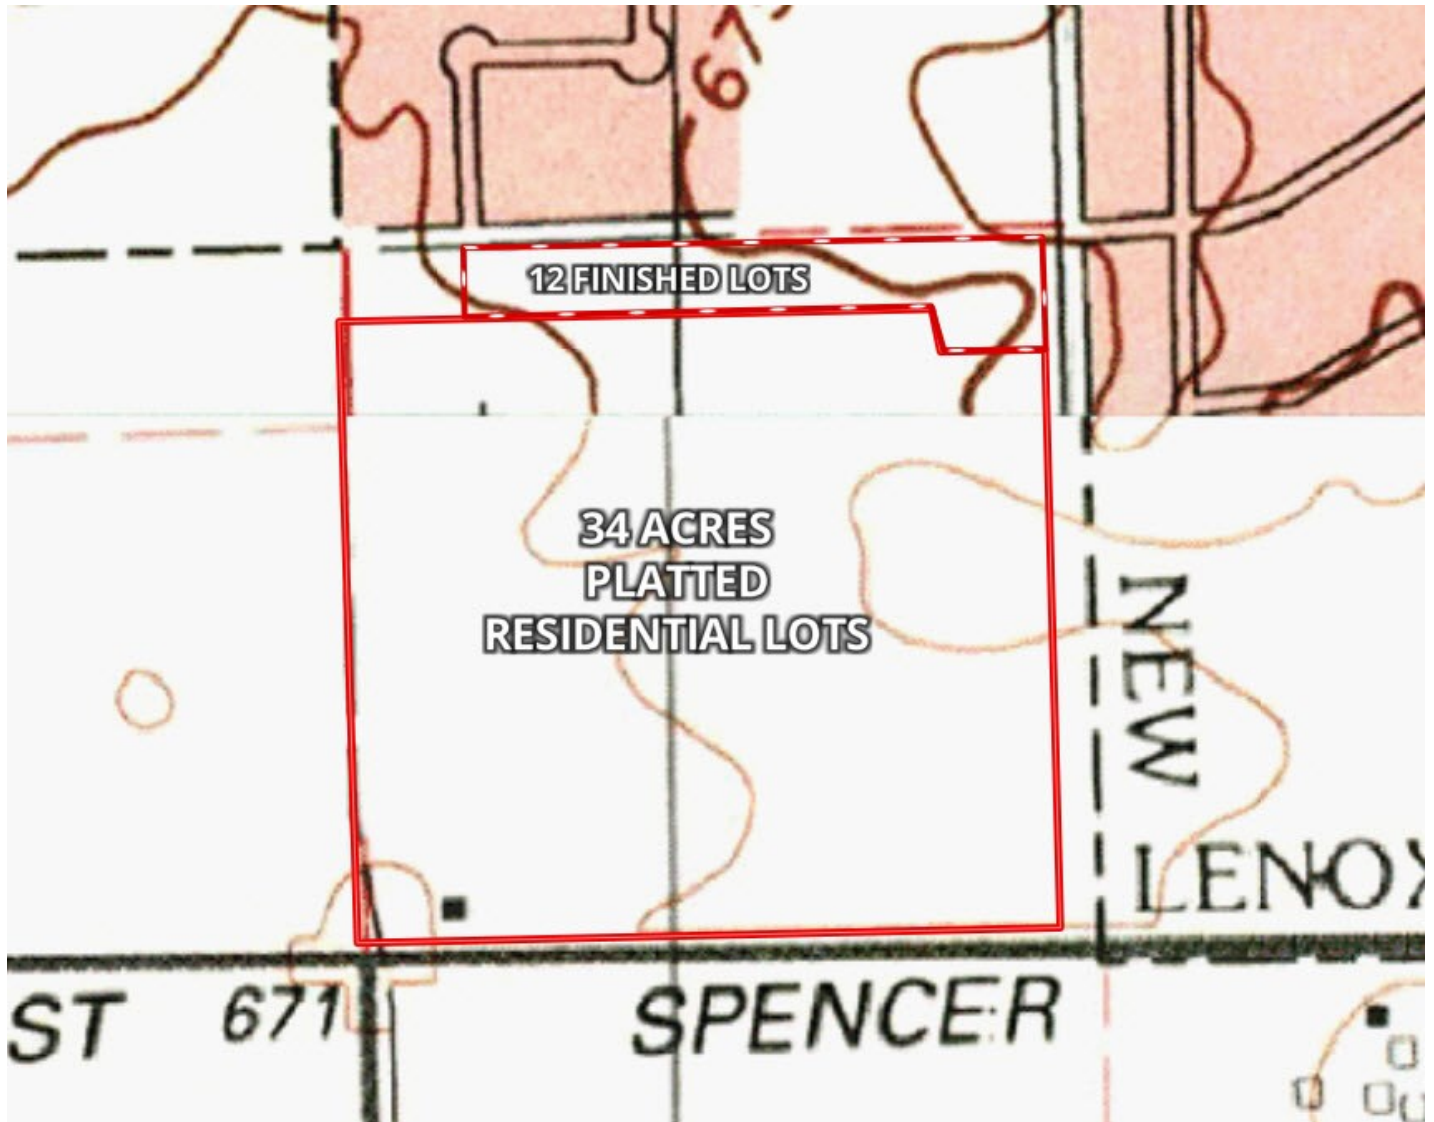 12 FINISHED LOTS
34 ACRES
PLATTED
RESIDENTIAL LOTS
NEW
LENOX
ST 671 SPENCER